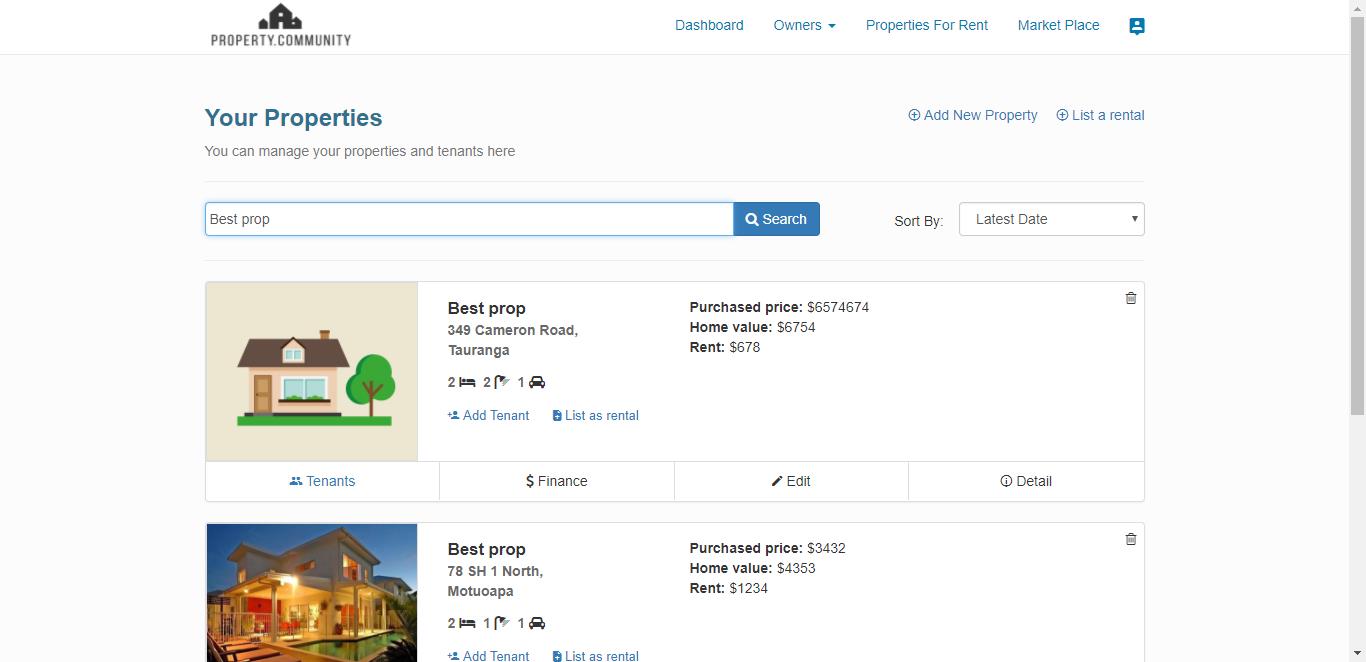 PROPERTY.COMMUNITY
Dashboard Owners Properties For Rent Market Place
Your Properties
Add New Property List a rental
You can manage your properties and tenants here
Best prop Search Sort By: Latest Date
Best prop
349 Cameron Road,
Tauranga
2 2 1
Add Tenant List as rental
Purchased price: $6574674
Home value: $6754
Rent: $678
Tenants $ Finance Edit Detail
Best prop
78 SH 1 North,
Motuoapa
2 1 1
Add Tenant List as rental
Purchased price: $3432
Home value: $4353
Rent: $1234